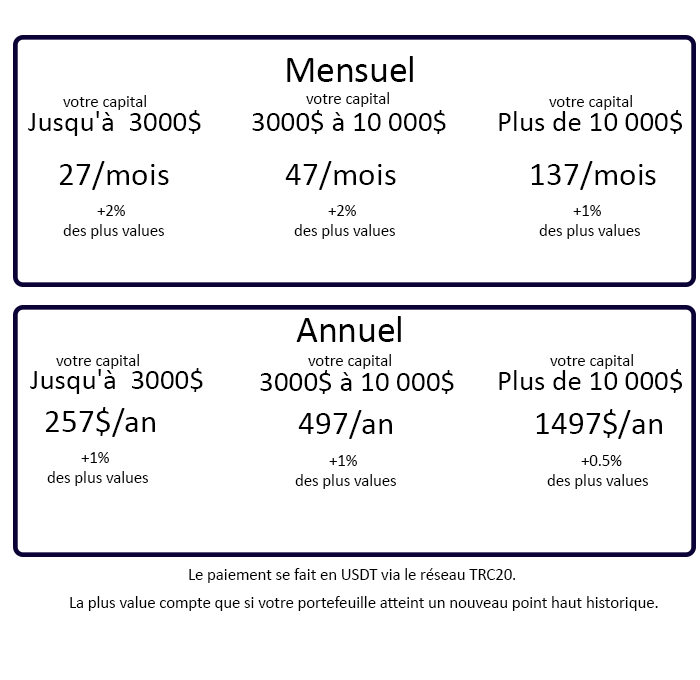 Mensuel
votre capital votre capital votre capital
Jusqu'à 3000$ 3000$ à 10 000$ Plus de 10 000$
27/mois 47/mois 137/mois
+2% +2% +1%
des plus values des plus values des plus values
Annuel
votre capital votre capital votre capital
Jusqu'à 3000$ 3000$ à 10 000$ Plus de 10 000$
257$/an 497/an 1497$/an
+1% +1% +0.5%
des plus values des plus values des plus values
Le paiement se fait en USDT via le réseau TRC20.
La plus value compte que si votre portefeuille atteint un nouveau point haut historique.